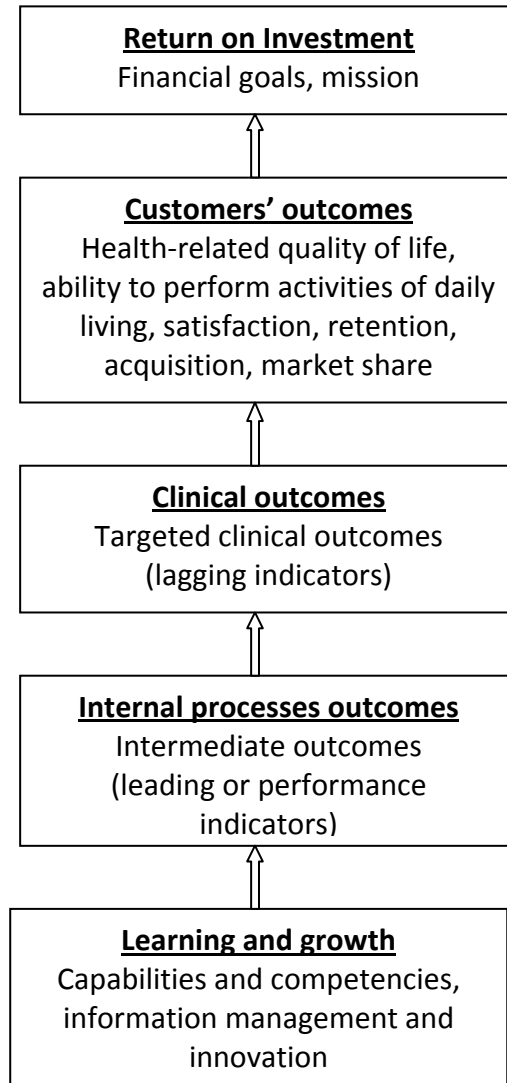 Return on Investment
Financial goals, mission
Customers’ outcomes
Health-related quality of life,
ability to perform activities of daily
living, satisfaction, retention,
acquisition, market share
Clinical outcomes
Targeted clinical outcomes
(lagging indicators)
Internal processes outcomes
Intermediate outcomes
(leading or performance
indicators)
Learning and growth
Capabilities and competencies,
information management and
innovation